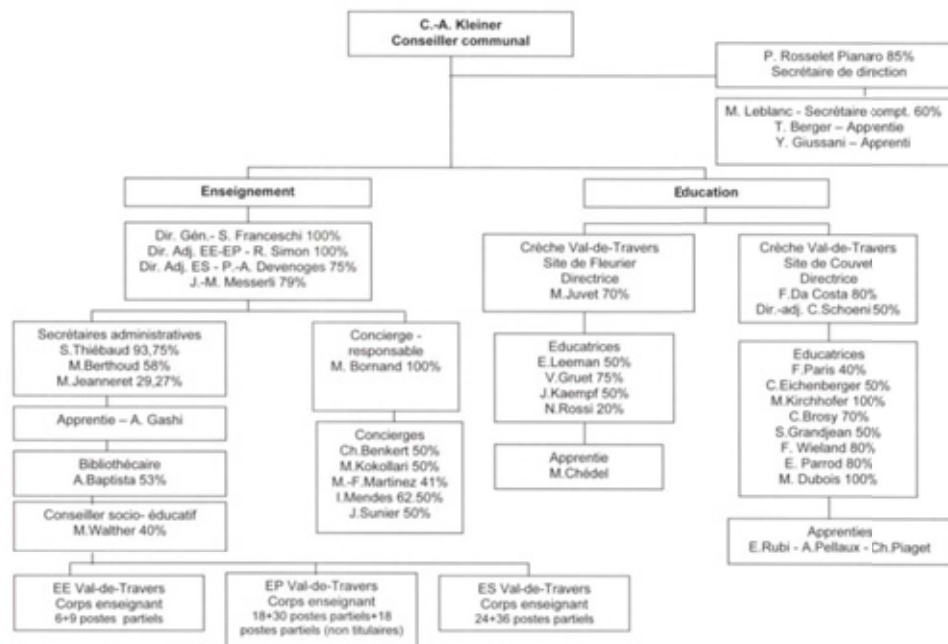 C.-A. Kleiner
Conseiller communal
P. Rosselet Pianaro 85%
Secrétaire de direction
M. Leblanc - Secrétaire compt. 60%
T. Berger – Apprentie
Y. Giussani – Apprenti
Enseignement
Education
Dir. Gén.- S. Franceschi 100%
Dir. Adj. EE-EP - R. Simon 100%
Dir. Adj. ES - P.-A. Devenoges 75%
J.-M. Messerli 79%
Crèche Val-de-Travers
Site de Fleurier
Directrice
M.Juvet 70%
Crèche Val-de-Travers
Site de Couvet
Directrice
F.Da Costa 80%
Dir.-adj. C.Schoeni 50%
Secrétaires administratives
S.Thiébaud 93,75%
M.Berthoud 58%
M.Jeanneret 29,27%
Concierge -
responsable
M. Bornand 100%
Educatrices
E.Leeman 50%
V.Gruet 75%
J.Kaempf 50%
N.Rossi 20%
Educatrices
F.Paris 40%
C.Eichenberger 50%
M.Kirchhofer 100%
C.Brosy 70%
S.Grandjean 50%
F. Wieland 80%
E. Parrod 80%
M. Dubois 100%
Apprentie – A. Gashi
Concierges
Ch.Benkert 50%
M.Kokollari 50%
M.-F.Martinez 41%
I.Mendes 62.50%
J.Sunier 50%
Apprentie
M.Chédel
Bibliothécaire
A.Baptista 53%
Conseiller socio- éducatif
M.Walther 40%
Apprenties
E.Rubi - A.Pellaux - Ch.Piaget
EE Val-de-Travers
Corps enseignant
6+9 postes partiels
EP Val-de-Travers
Corps enseignant
18+30 postes partiels+18
postes partiels (non titulaires)
ES Val-de-Travers
Corps enseignant
24+36 postes partiels